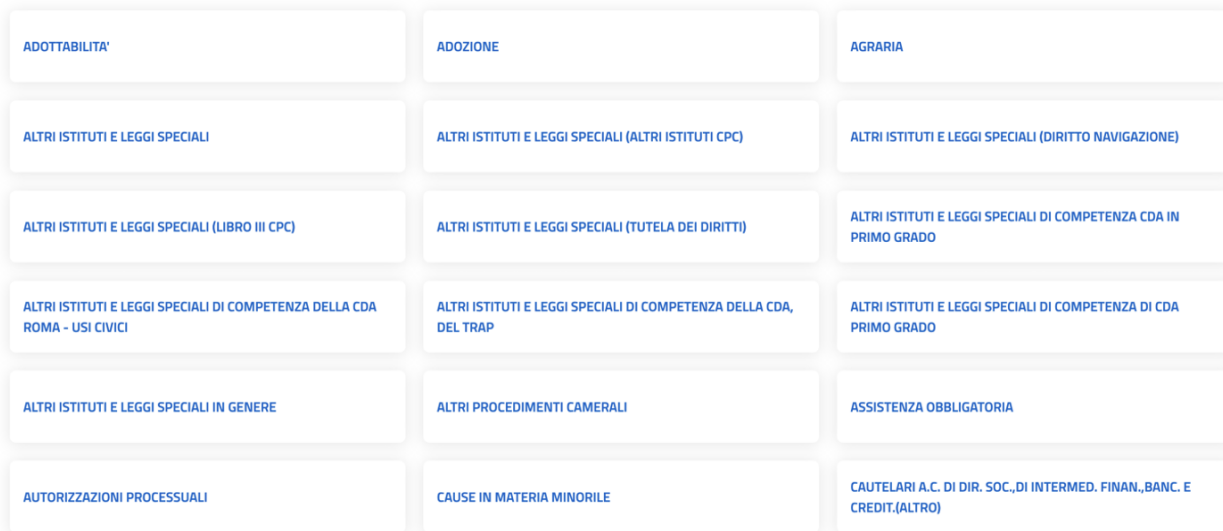 ADOTTABILITA'
ADOZIONE
AGRARIA
ALTRI ISTITUTI E LEGGI SPECIALI
ALTRI ISTITUTI E LEGGI SPECIALI (ALTRI ISTITUTI CPC)
ALTRI ISTITUTI E LEGGI SPECIALI (DIRITTO NAVIGAZIONE)
ALTRI ISTITUTI E LEGGI SPECIALI (LIBRO III CPC)
ALTRI ISTITUTI E LEGGI SPECIALI (TUTELA DEI DIRITTI)
ALTRI ISTITUTI E LEGGI SPECIALI DI COMPETENZA CDA IN
PRIMO GRADO
ALTRI ISTITUTI E LEGGI SPECIALI DI COMPETENZA DELLA CDA
ROMA - USI CIVICI
ALTRI ISTITUTI E LEGGI SPECIALI DI COMPETENZA DELLA CDA,
DEL TRAP
ALTRI ISTITUTI E LEGGI SPECIALI DI COMPETENZA DI CDA
PRIMO GRADO
ALTRI ISTITUTI E LEGGI SPECIALI IN GENERE
ALTRI PROCEDIMENTI CAMERALI
ASSISTENZA OBBLIGATORIA
AUTORIZZAZIONI PROCESSUALI
CAUSE IN MATERIA MINORILE
CAUTELARI A.C. DI DIR. SOC.,DI INTERMED. FINAN.,BANC. E
CREDIT.(ALTRO)